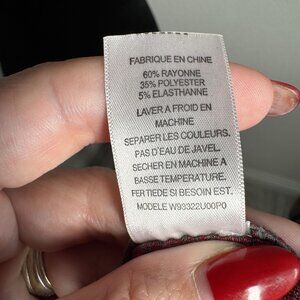 FABRIQUE EN CHINE
60% RAYONNE
35% POLYESTER
5% ELASTHANNE
LAVER A FROID EN
MACHINE
SEPARER LES COULEURS.
PAS D'EAU DE JAVEL.
SECHER EN MACHINE A
BASSE TEMPERATURE.
FER TIEDE SI BESOIN EST.
MODELE W93322U00P0